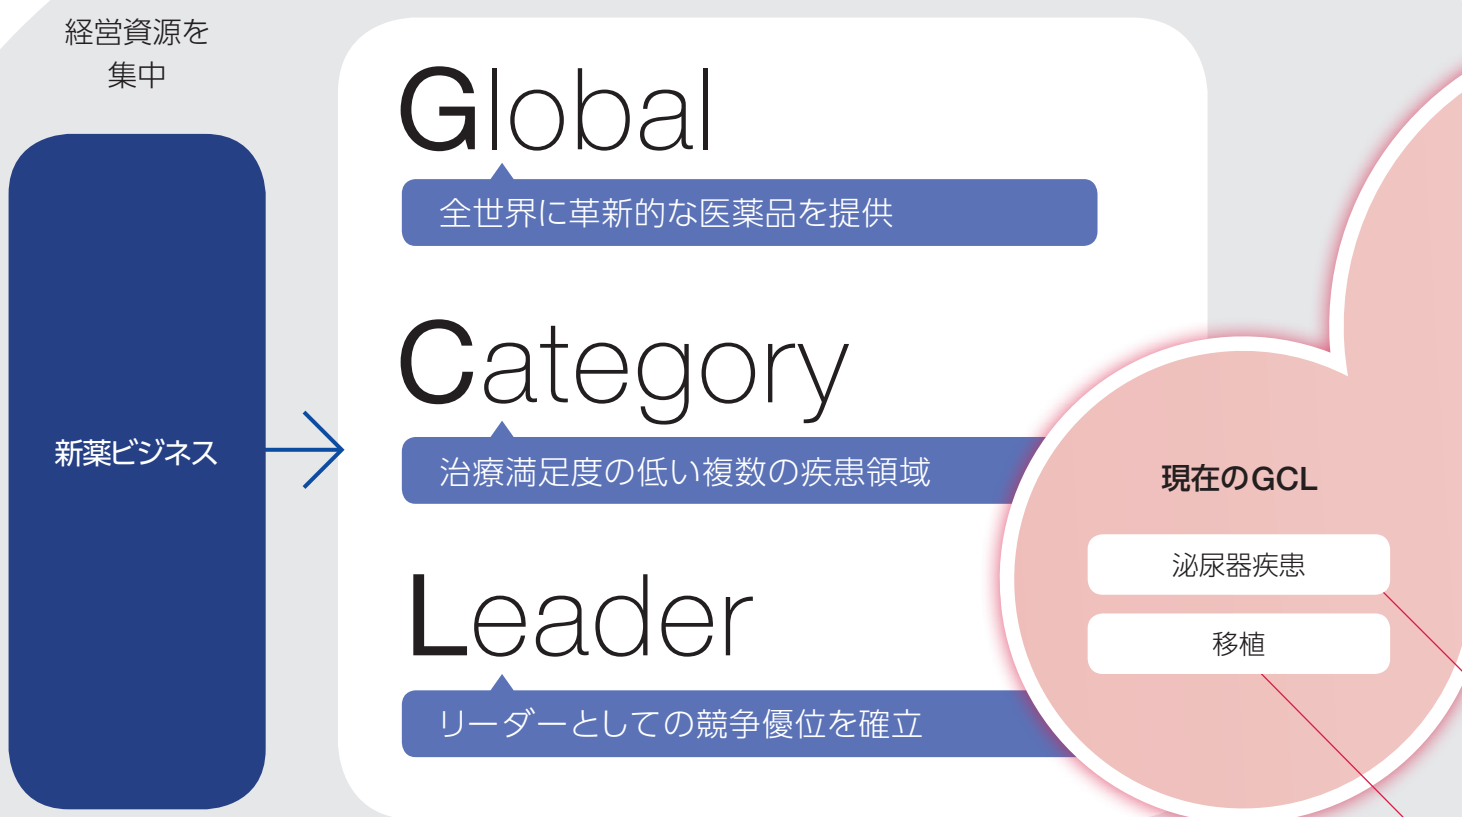 経営資源を
集中
新薬ビジネス
Global
全世界に革新的な医薬品を提供
Category
治療満足度の低い複数の疾患領域
Leader
リーダーとしての競争優位を確立
現在のGCL
泌尿器疾患
移植